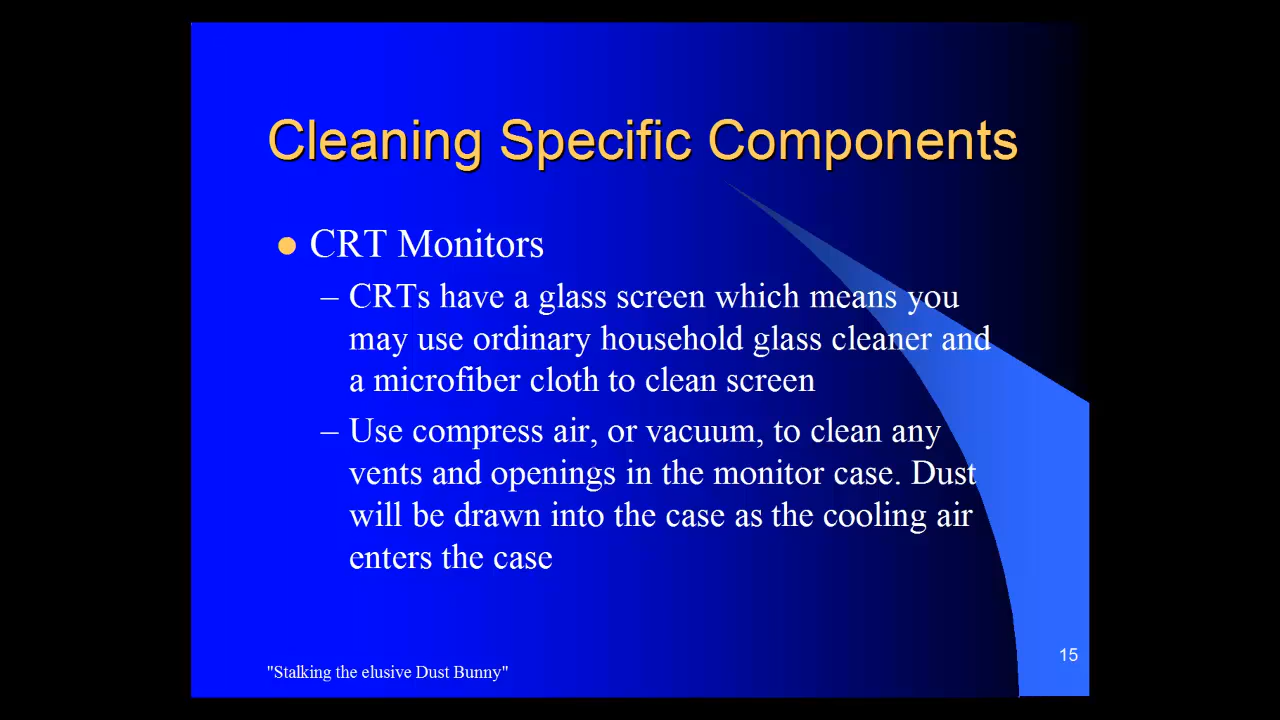 Cleaning Specific Components
CRT Monitors
– CRTs have a glass screen which means you
may use ordinary household glass cleaner and
a microfiber cloth to clean screen
– Use compress air, or vacuum, to clean any
vents and openings in the monitor case. Dust
will be drawn into the case as the cooling air
enters the case
"Stalking the elusive Dust Bunny"
15